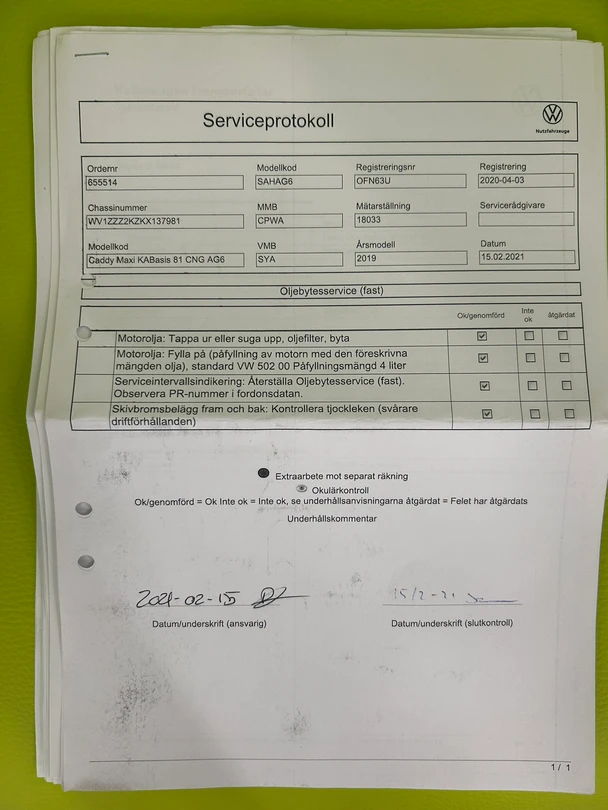 Serviceprotokoll
Nutzfahrzeuge
Ordernr Modellkod Registreringsnr Registrering
655514 SAHAG6 OFN63U 2020-04-03
Chassinummer MMB Mätarställning Servicerådgivare
WV1ZZZ2KZKX137981 CPWA 18033
Modellkod VMB Årsmodell Datum
Caddy Maxi KABasis 81 CNG AG6 SYA 2019 15.02.2021
Oljebytesservice (fast)
Ok/genomförd Inte ok åtgärdat
Motorolja: Tappa ur eller suga upp, oljefilter, byta
Motorolja: Fylla på (påfyllning av motorn med den föreskrivna
mängden olja), standard VW 502 00 Påfyllningsmängd 4 liter
Serviceintervallsindikering: Återställa Oljebytesservice (fast).
Observera PR-nummer i fordonsdatan.
Skivbromsbelägg fram och bak: Kontrollera tjockleken (svårare
driftförhållanden)
Extraarbete mot separat räkning
Okulärkontroll
Ok/genomförd = Ok Inte ok = Inte ok, se underhållsanvisningarna åtgärdat = Felet har åtgärdats
Underhållskommentar
2021-02-15 15/2-21
Datum/underskrift (ansvarig) Datum/underskrift (slutkontroll)
1 / 1